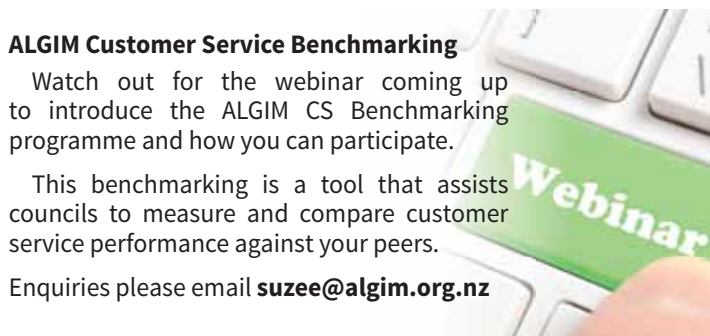 ALGIM Customer Service Benchmarking
Watch out for the webinar coming up
to introduce the ALGIM CS Benchmarking
programme and how you can participate.
This benchmarking is a tool that assists
councils to measure and compare customer
service performance against your peers.
Enquiries please email suzee@algim.org.nz
Webinar